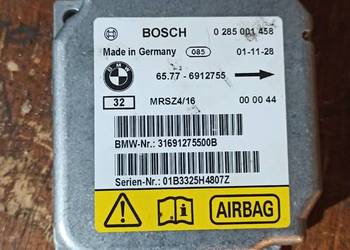 BOSCH 0 285 001 458
Made in Germany 085 01-11-28
BMW
65.77 - 6912755
32 MRSZ4/16 00 00 44
BMW-Nr.: 31691275500B
Serien-Nr.: 01B3325H4807Z
AIRBAG